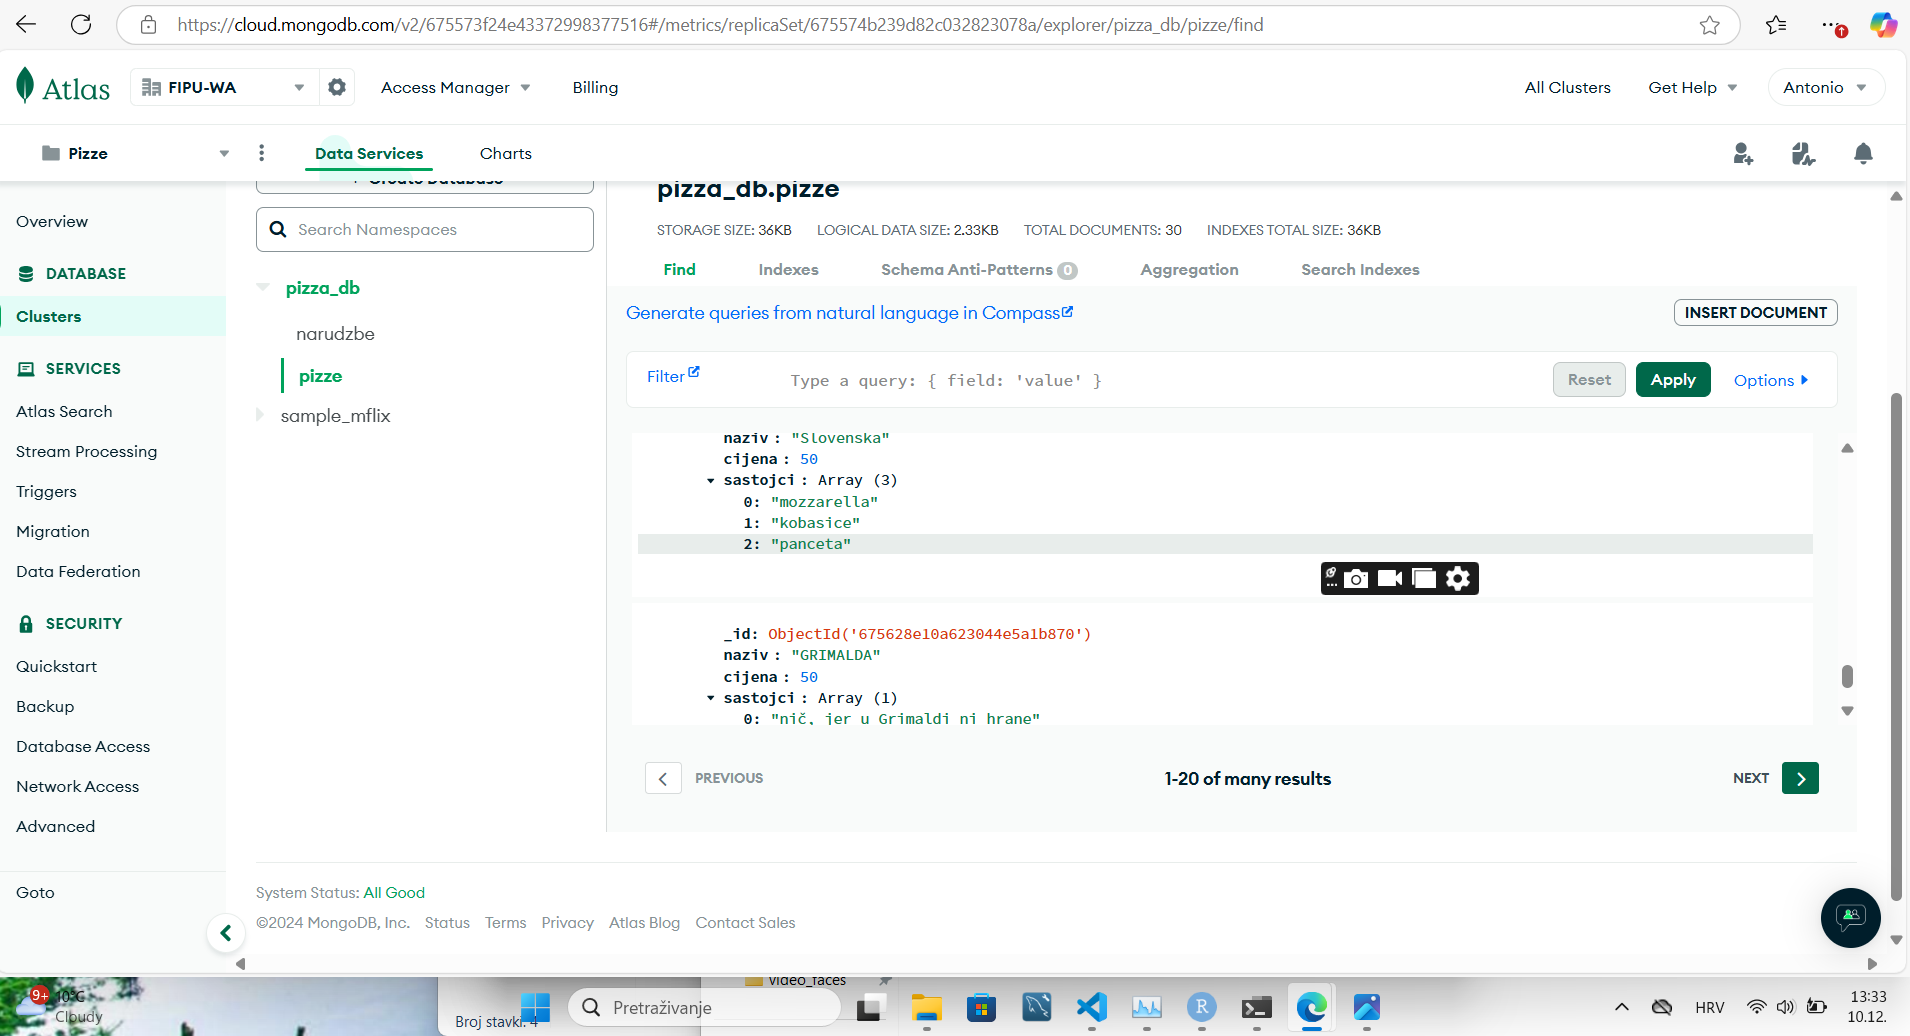 https://cloud.mongodb.com/v2/675573f24e43372998377516#/metrics/replicaSet/675574b239d82c032823078a/explorer/pizza_db/pizze/find
Atlas
FIPU-WA
Access Manager
Billing
All Clusters
Get Help
Antonio
Pizze
Data Services
Charts
Overview
DATABASE
Clusters
SERVICES
Atlas Search
Stream Processing
Triggers
Migration
Data Federation
SECURITY
Quickstart
Backup
Database Access
Network Access
Advanced
Goto
Create Database
Search Namespaces
pizza_db
narudzbe
pizze
sample_mflix
pizza_db.pizze
STORAGE SIZE: 36KB LOGICAL DATA SIZE: 2.33KB TOTAL DOCUMENTS: 30 INDEXES TOTAL SIZE: 36KB
Find Indexes Schema Anti-Patterns 0 Aggregation Search Indexes
Generate queries from natural language in Compass
INSERT DOCUMENT
Filter
Type a query: { field: 'value' }
Reset
Apply
Options
naziv : "Slovenska"
cijena : 50
sastojci : Array (3)
0: "mozzarella"
1: "kobasice"
2: "panceta"
_id: ObjectId('675628e10a623044e5a1b870')
naziv : "GRIMALDA"
cijena : 50
sastojci : Array (1)
0: "nič, jer u Grimaldi ni hrane"
PREVIOUS
1-20 of many results
NEXT
System Status: All Good
©2024 MongoDB, Inc. Status Terms Privacy Atlas Blog Contact Sales
video_faces
9+
10°C
Cloudy
Broj stavki: 4
Pretraživanje
R
HRV
13:33
10.12.